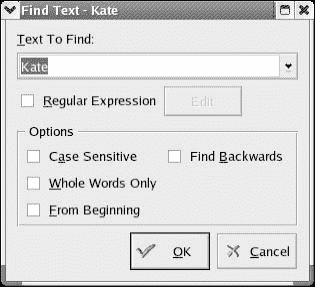 Find Text - Kate
Text To Find:
Kate
Regular Expression Edit
Options
Case Sensitive Find Backwards
Whole Words Only
From Beginning
OK Cancel